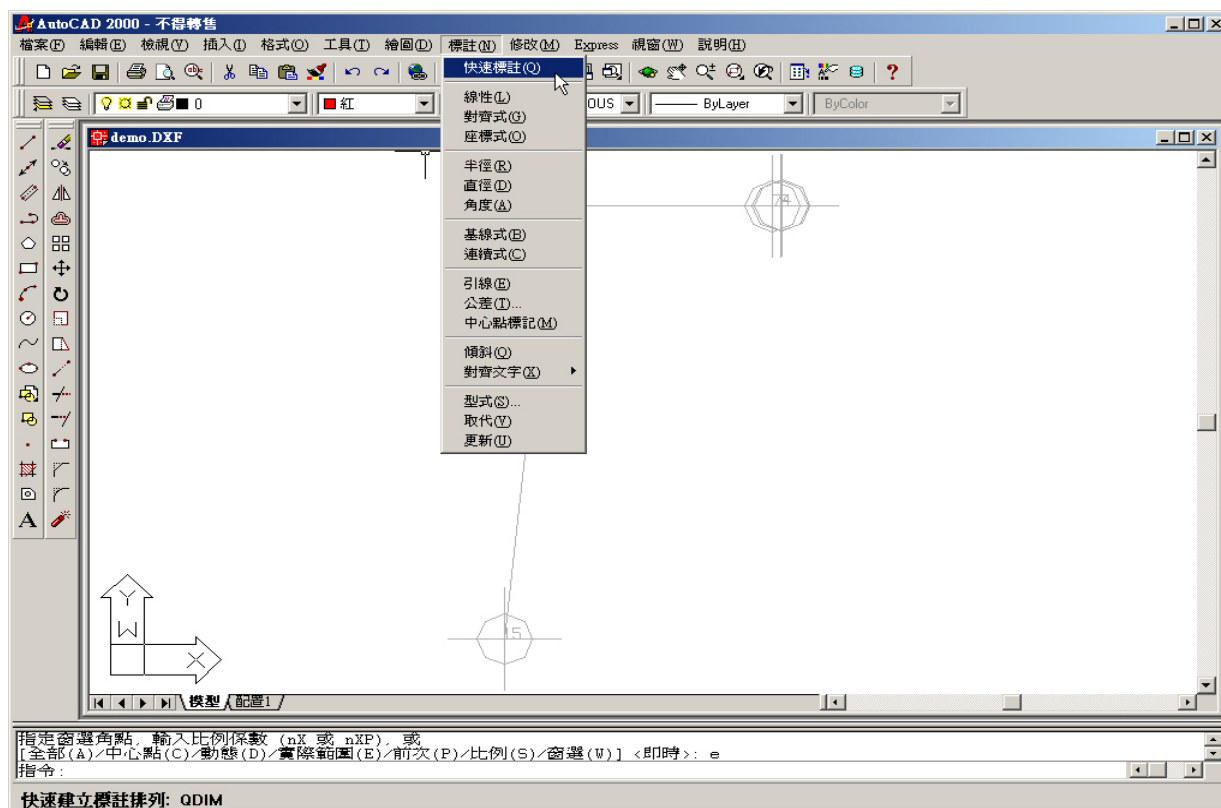 AutoCAD 2000 - 不得轉售
檔案(F) 編輯(E) 檢視(V) 插入(I) 格式(O) 工具(T) 繪圖(D) 標註(N) 修改(M) Express 視窗(W) 說明(H)
0 紅 OUS ByLayer ByColor
快速標註(Q)
線性(L)
對齊式(G)
座標式(O)
半徑(R)
直徑(D)
角度(A)
基線式(B)
連續式(C)
引線(E)
公差(T)...
中心點標記(M)
傾斜(Q)
對齊文字(X)
型式(S)...
取代(V)
更新(U)
demo.DXF
74
15
Y
W
X
模型 配置1
指定窗選角點, 輸入比例係數 (nX 或 nXP), 或
[全部(A)/中心點(C)/動態(D)/實際範圍(E)/前次(P)/比例(S)/窗選(W)] <即時>: e
指令:
快速建立標註排列: QDIM